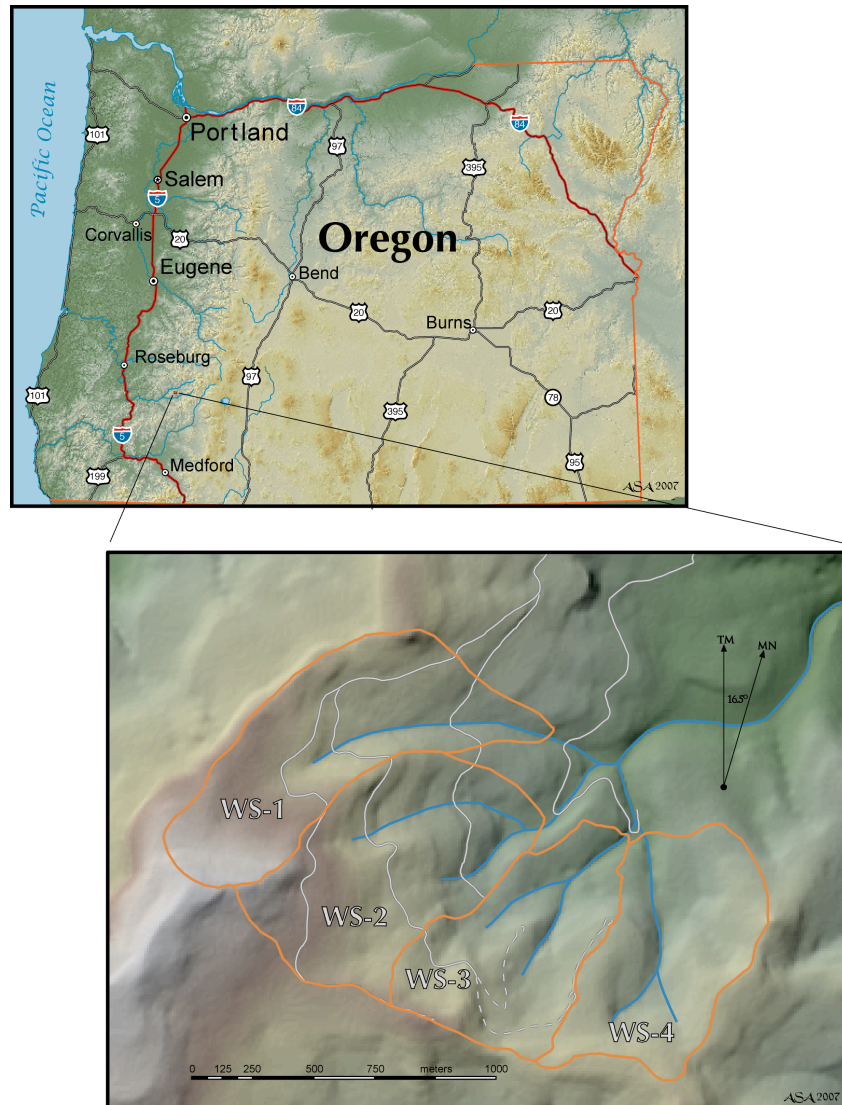 Pacific Ocean
101
Portland
84
84
97
395
Salem
5
Corvallis
20
Oregon
Eugene
Bend
20
Burns
20
Roseburg
97
101
395
78
5
199
Medford
95
ASA 2007
TM
MN
16.5°
WS-1
WS-2
WS-3
WS-4
0 125 250 500 750 meters 1000
ASA 2007